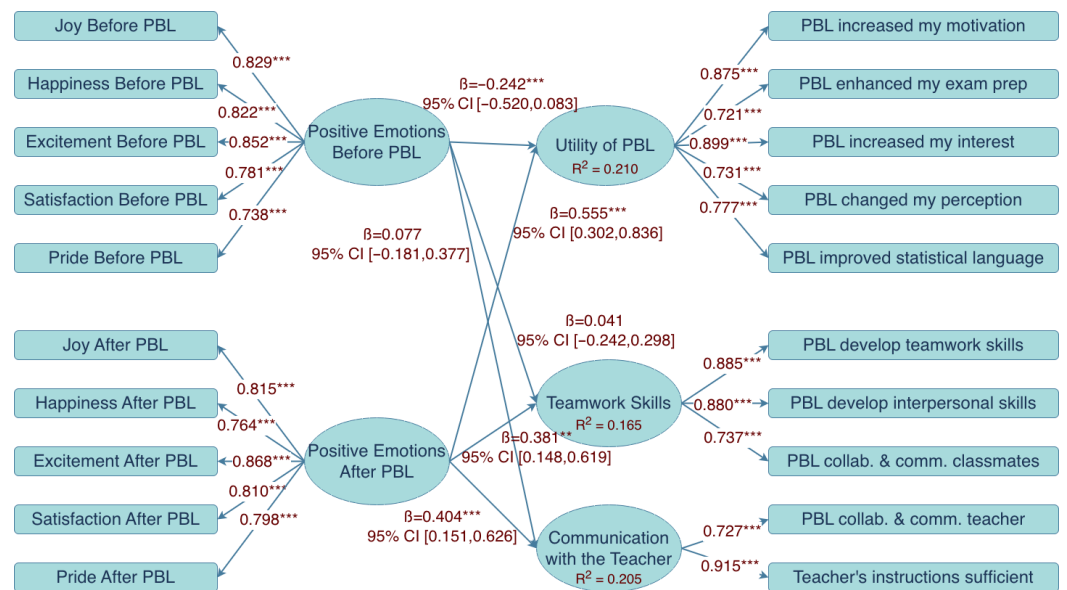 Joy Before PBL
Happiness Before PBL
Excitement Before PBL
Satisfaction Before PBL
Pride Before PBL
0.829***
0.822***
0.852***
0.781***
0.738***
Positive Emotions
Before PBL
ß=−0.242***
95% CI [−0.520,0.083]
Utility of PBL
R² = 0.210
0.875***
0.721***
0.899***
0.731***
0.777***
PBL increased my motivation
PBL enhanced my exam prep
PBL increased my interest
PBL changed my perception
PBL improved statistical language
ß=0.077
95% CI [−0.181,0.377]
ß=0.555***
95% CI [0.302,0.836]
ß=0.041
95% CI [−0.242,0.298]
Joy After PBL
Happiness After PBL
Excitement After PBL
Satisfaction After PBL
Pride After PBL
0.815***
0.764***
0.868***
0.810***
0.798***
Positive Emotions
After PBL
Teamwork Skills
R² = 0.165
ß=0.381**
95% CI [0.148,0.619]
0.885***
0.880***
0.737***
PBL develop teamwork skills
PBL develop interpersonal skills
PBL collab. & comm. classmates
ß=0.404***
95% CI [0.151,0.626]
Communication
with the Teacher
R² = 0.205
0.727***
0.915***
PBL collab. & comm. teacher
Teacher's instructions sufficient